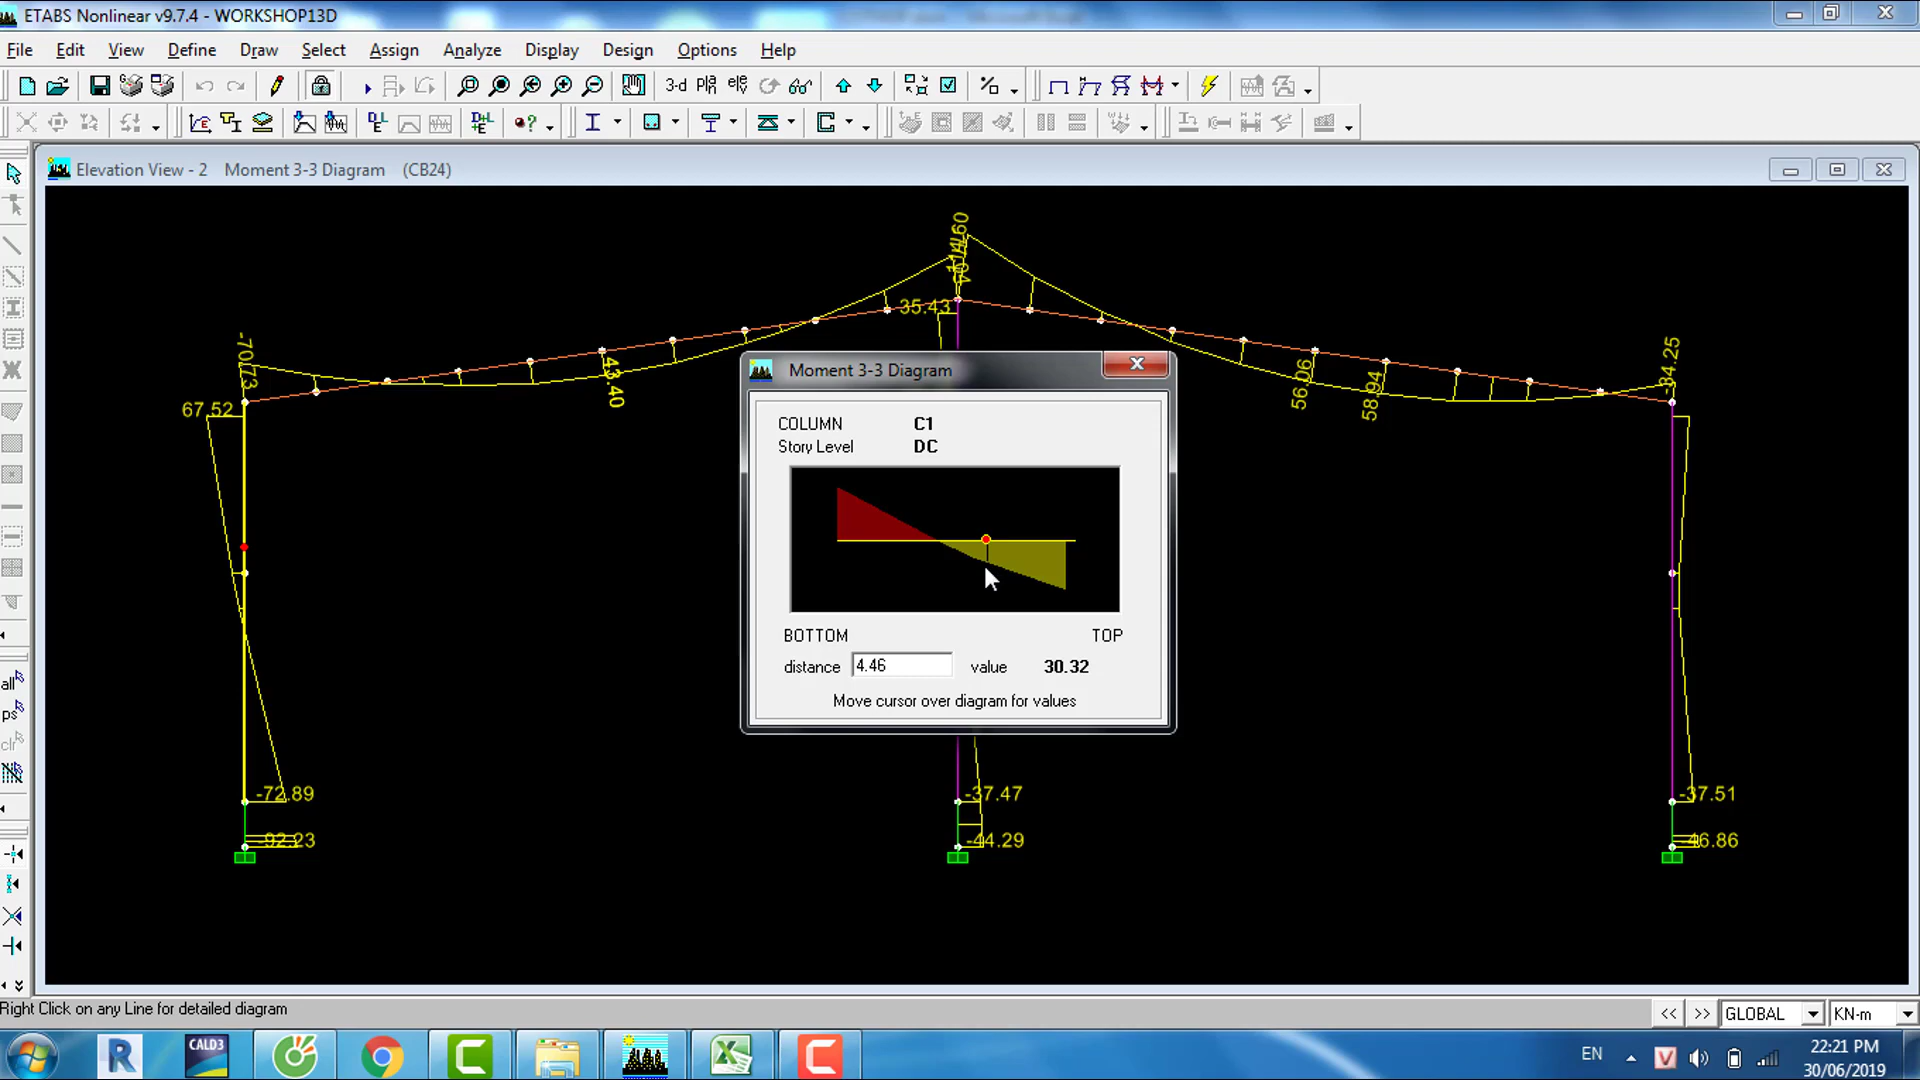 ETABS Nonlinear v9.7.4 - WORKSHOP13D
File Edit View Define Draw Select Assign Analyze Display Design Options Help
3-d
Elevation View - 2 Moment 3-3 Diagram (CB24)
35.43
-70.73
67.52
43.40
56.06
58.94
-34.25
-72.89
-92.23
-37.47
-44.29
-37.51
-46.86
Moment 3-3 Diagram
COLUMN C1
Story Level DC
BOTTOM TOP
distance 4.46 value 30.32
Move cursor over diagram for values
all
ps
clr
Right Click on any Line for detailed diagram
<< >> GLOBAL KN-m
CALD3
EN
22:21 PM
30/06/2019